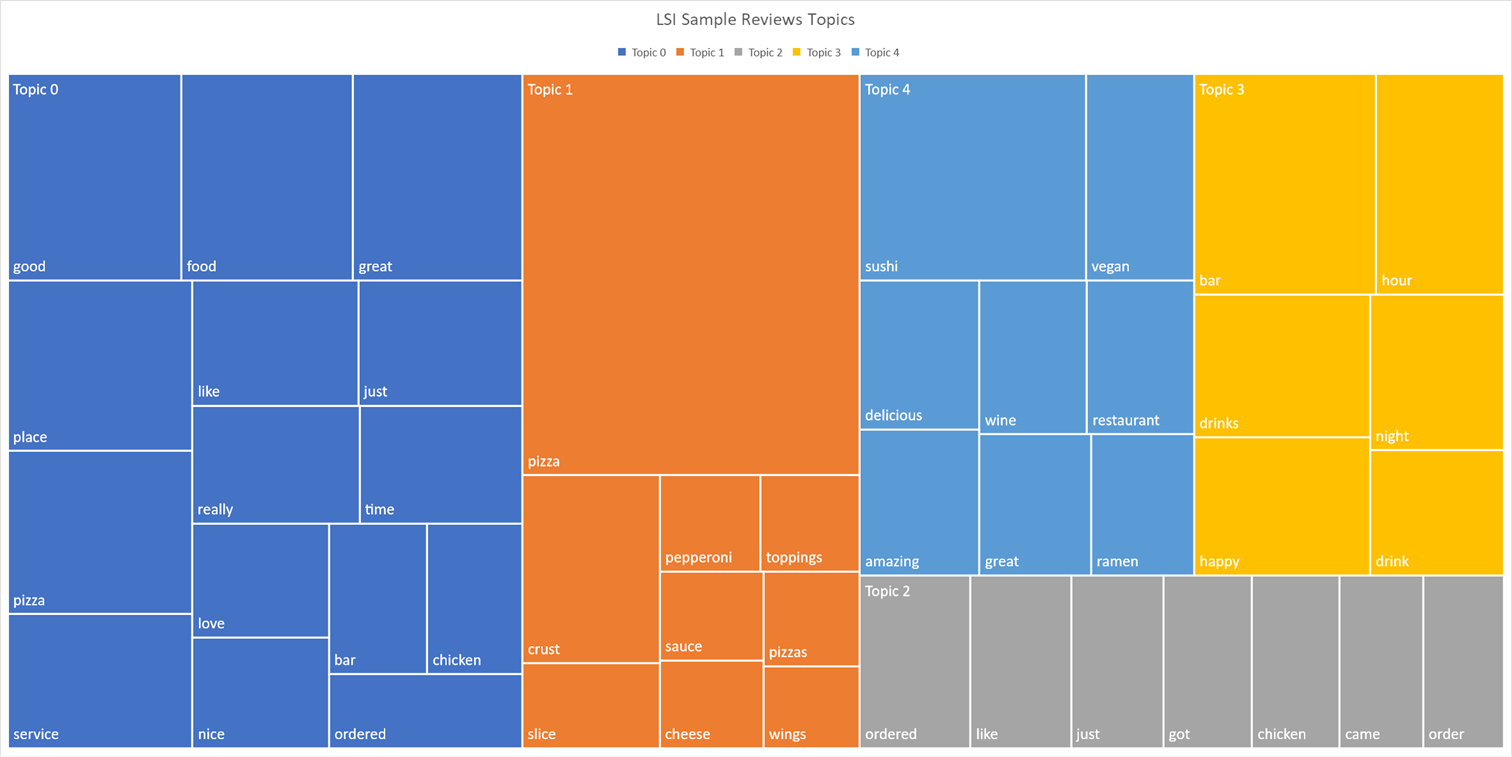 LSI Sample Reviews Topics
Topic 0 Topic 1 Topic 2 Topic 3 Topic 4
Topic 0
good
food
great
place
like
just
pizza
really
time
service
love
nice
bar
chicken
ordered
Topic 1
pizza
crust
pepperoni
toppings
sauce
pizzas
slice
cheese
wings
Topic 4
sushi
vegan
delicious
wine
restaurant
amazing
great
ramen
Topic 3
bar
hour
drinks
night
happy
drink
Topic 2
ordered
like
just
got
chicken
came
order